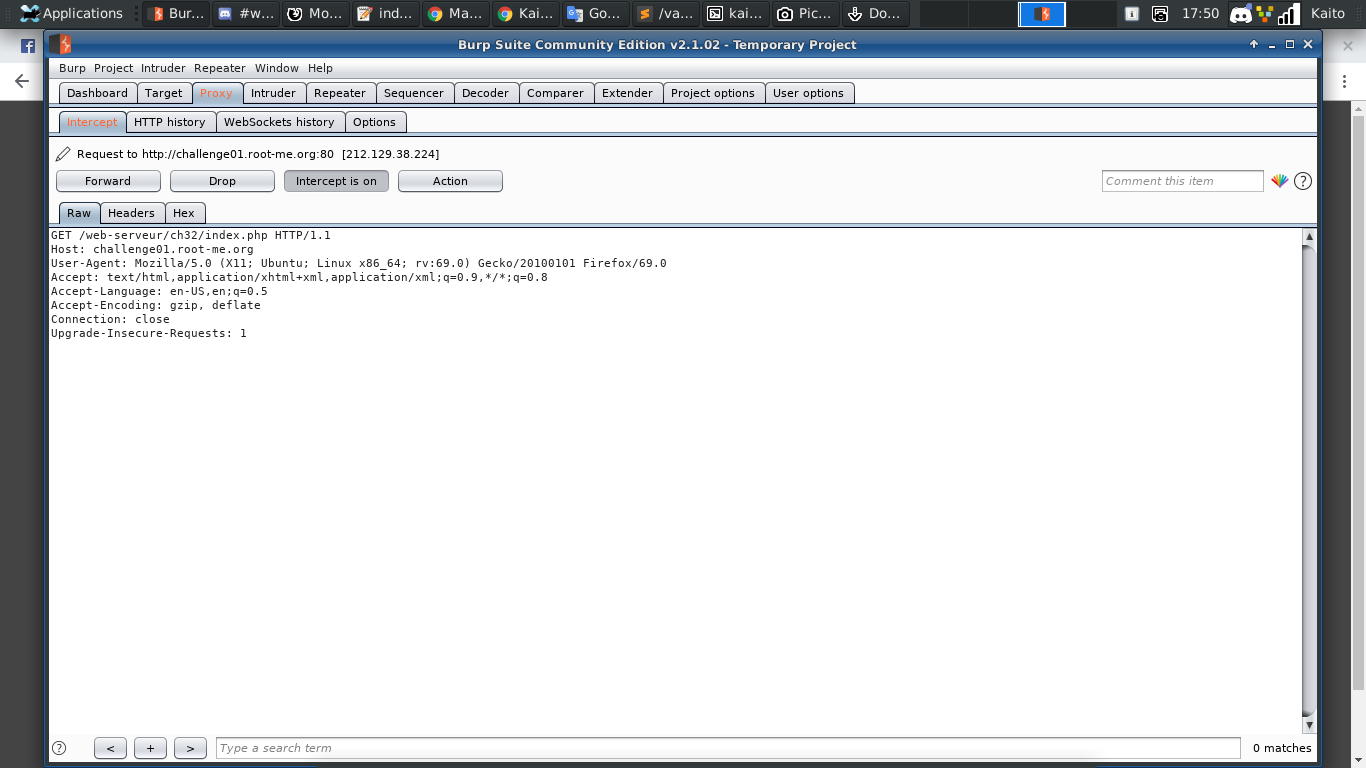 Applications Bur... #w... Mo... ind... Ma... Kai... Go... /va... kai... Pic... Do... 17:50 Kaito
Burp Suite Community Edition v2.1.02 - Temporary Project
Burp Project Intruder Repeater Window Help
Dashboard Target Proxy Intruder Repeater Sequencer Decoder Comparer Extender Project options User options
Intercept HTTP history WebSockets history Options
Request to http://challenge01.root-me.org:80 [212.129.38.224]
Forward Drop Intercept is on Action Comment this item ?
Raw Headers Hex
GET /web-serveur/ch32/index.php HTTP/1.1
Host: challenge01.root-me.org
User-Agent: Mozilla/5.0 (X11; Ubuntu; Linux x86_64; rv:69.0) Gecko/20100101 Firefox/69.0
Accept: text/html,application/xhtml+xml,application/xml;q=0.9,*/*;q=0.8
Accept-Language: en-US,en;q=0.5
Accept-Encoding: gzip, deflate
Connection: close
Upgrade-Insecure-Requests: 1
? < + > Type a search term 0 matches